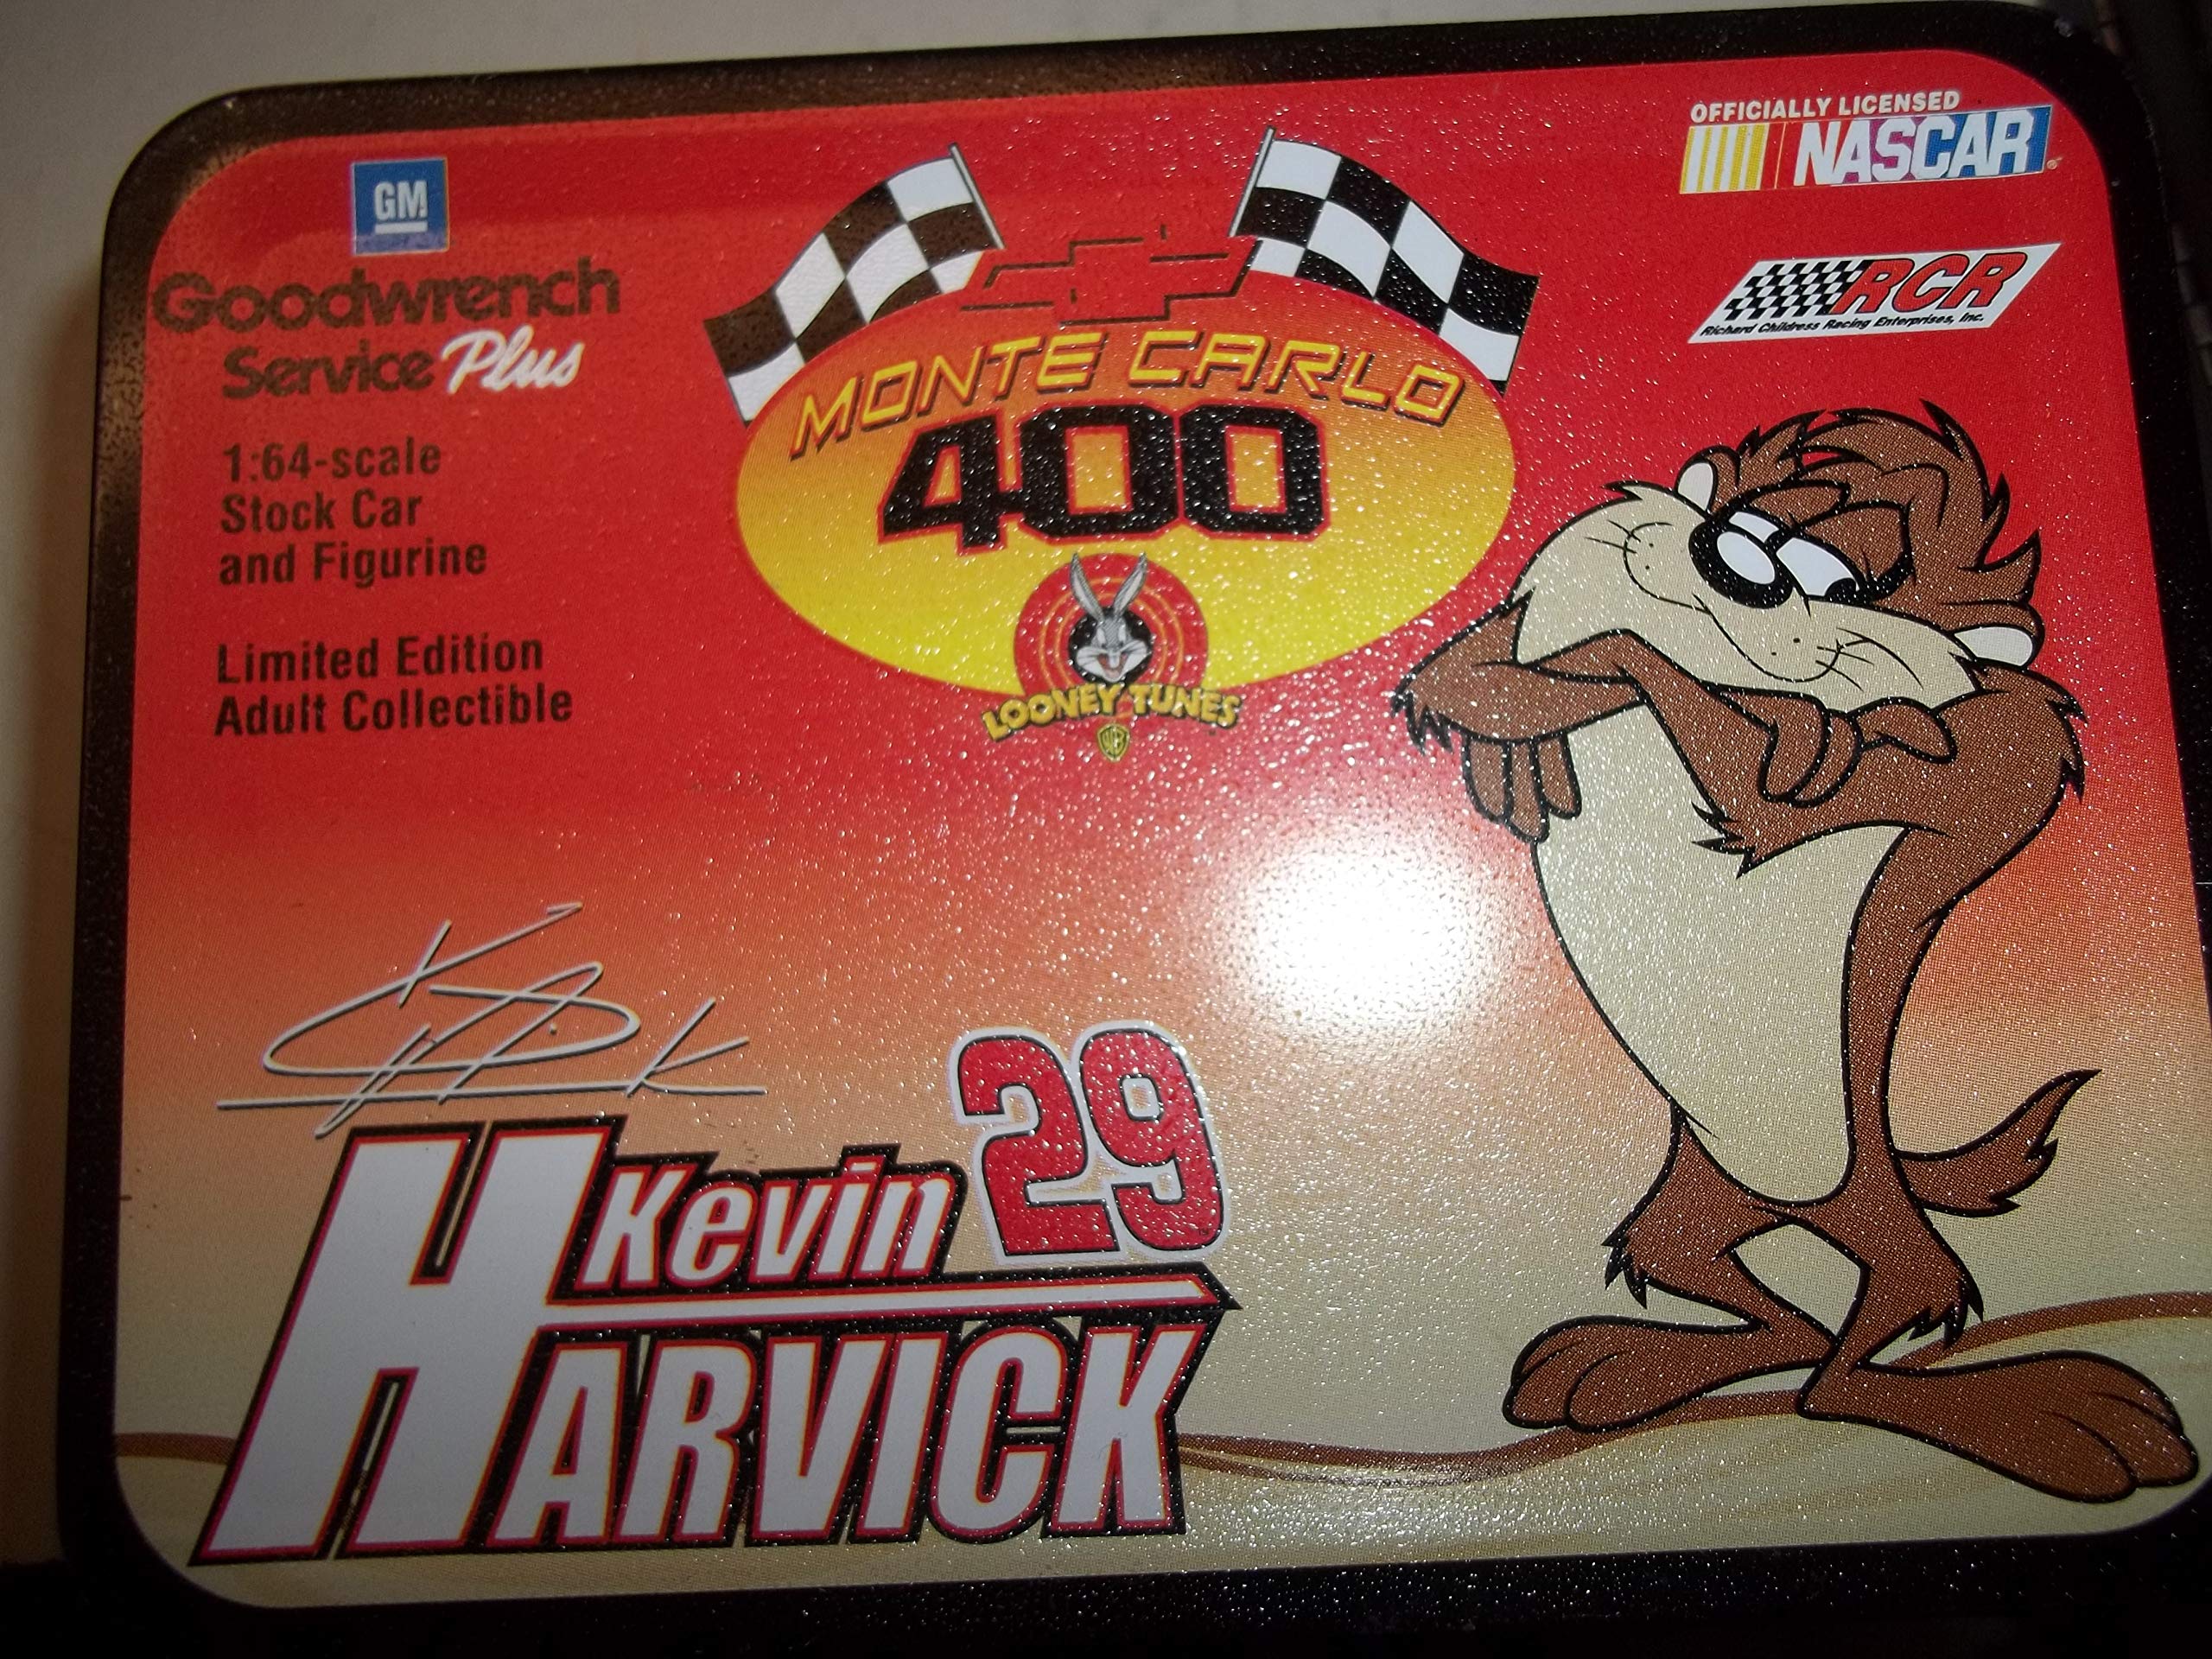 GM
Goodwrench
Service Plus
1:64-scale
Stock Car
and Figurine
Limited Edition
Adult Collectible
MONTE CARLO
400
LOONEY TUNES
WB
OFFICIALLY LICENSED
NASCAR
RCR
Richard Childress Racing Enterprises, Inc.
29
Kevin
HARVICK